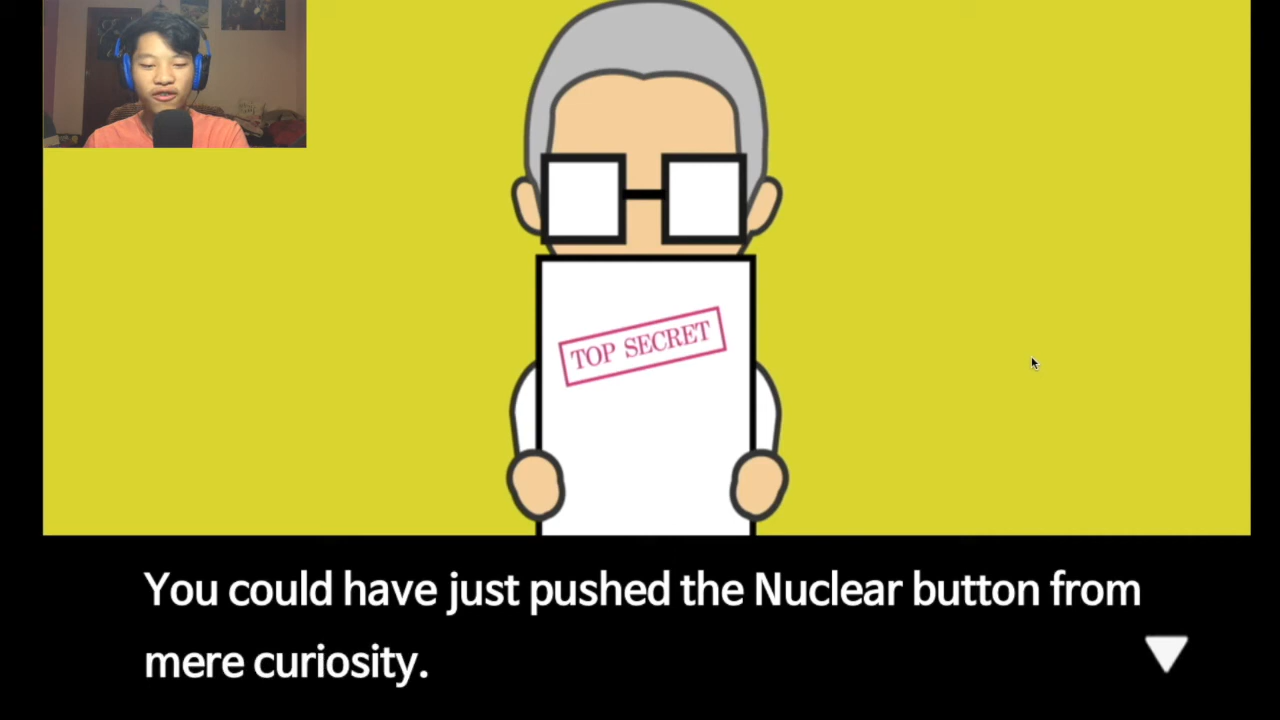 TOP SECRET
You could have just pushed the Nuclear button from
mere curiosity.